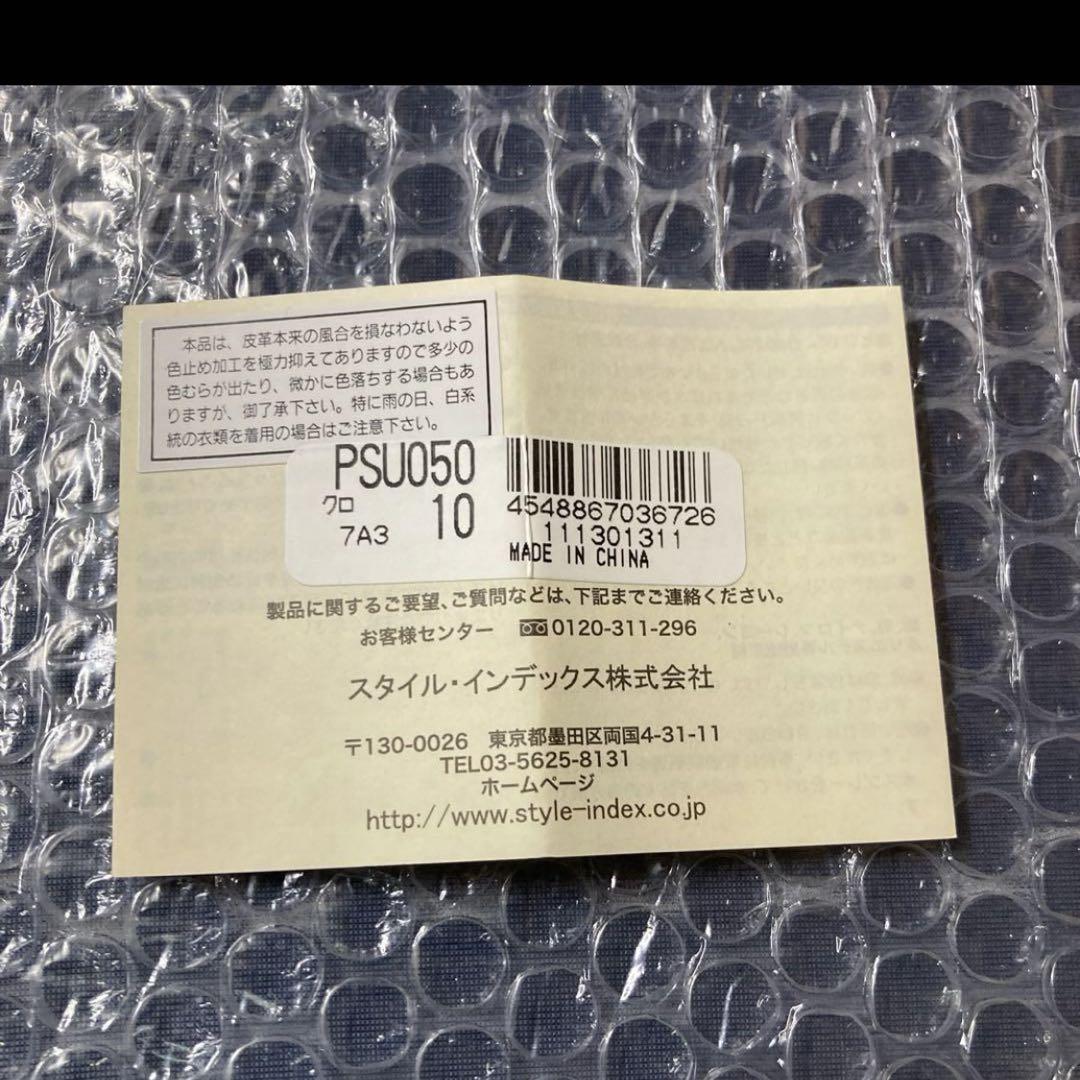 本品は、皮革本来の風合を損なわないよう
色止め加工を極力抑えてありますので多少の
色むらが出たり、微かに色落ちする場合もあ
りますが、御了承下さい。特に雨の日、白系
統の衣類を着用の場合はご注意下さい。
PSU050
クロ
10
7A3
4548867036726
111301311
MADE IN CHINA
製品に関するご要望、ご質問などは、下記までご連絡ください。
お客様センター 0120-311-296
スタイル・インデックス株式会社
〒130-0026 東京都墨田区両国4-31-11
TEL03-5625-8131
ホームページ
http://www.style-index.co.jp